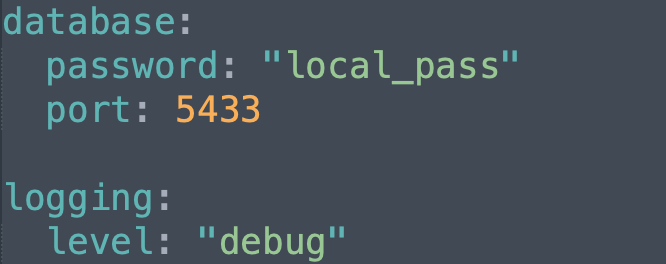 database:
  password: "local_pass"
  port: 5433

logging:
  level: "debug"